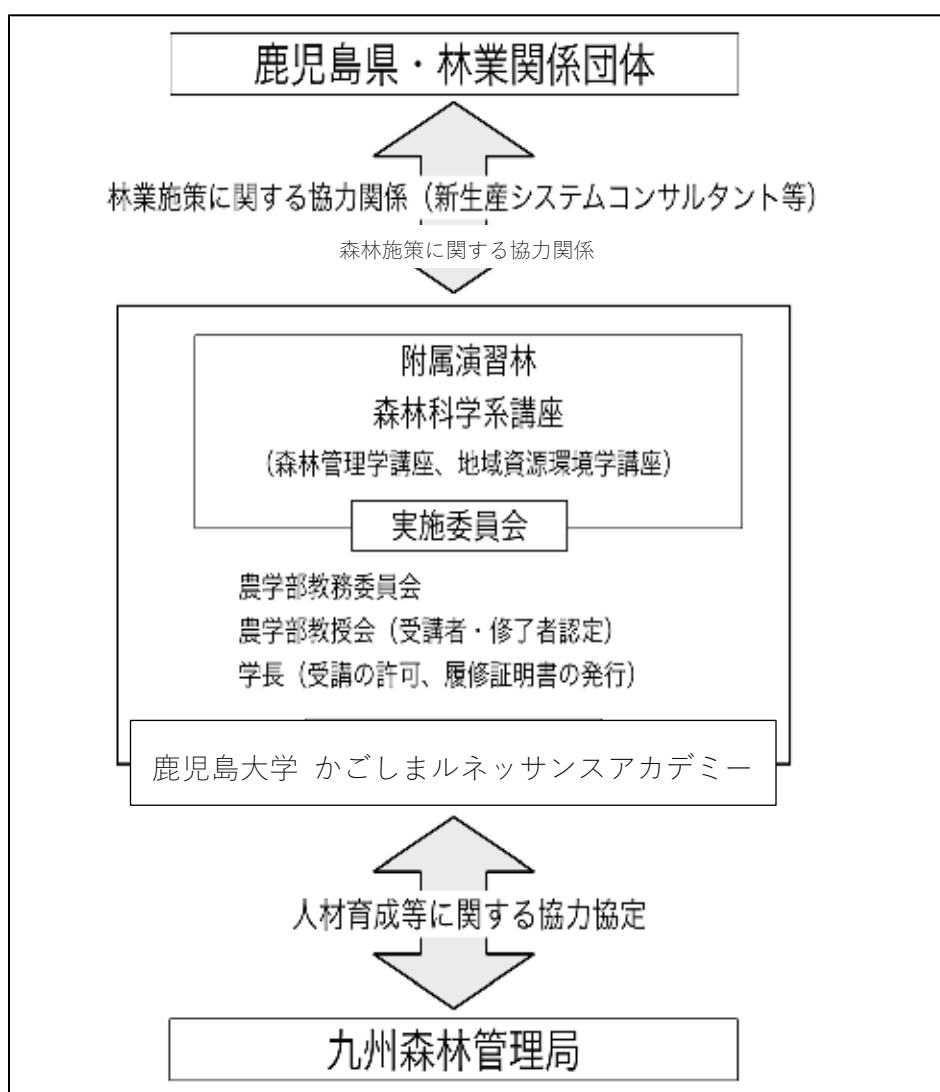 鹿児島県・林業関係団体
林業施策に関する協力関係（新生産システムコンサルタント等）
森林施策に関する協力関係
附属演習林
森林科学系講座
（森林管理学講座、地域資源環境学講座）
実施委員会
農学部教務委員会
農学部教授会（受講者・修了者認定）
学長（受講の許可、履修証明書の発行）
鹿児島大学 かごしまルネッサンスアカデミー
人材育成等に関する協力協定
九州森林管理局